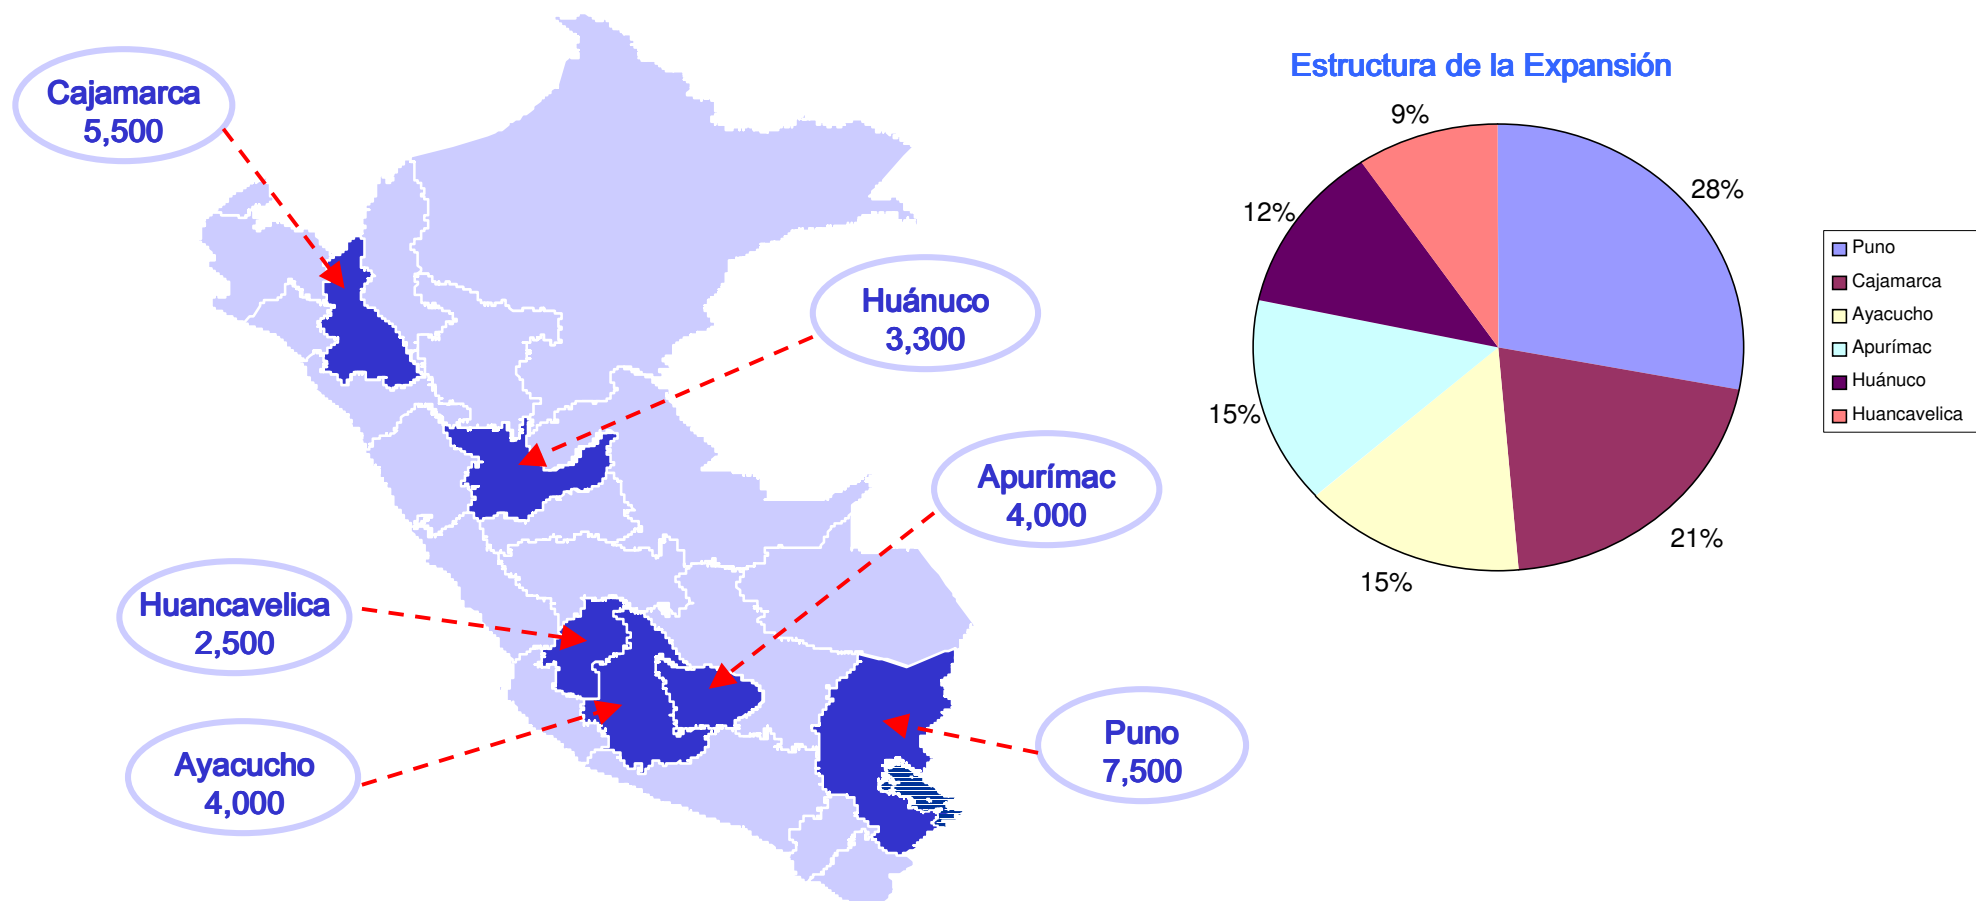 Cajamarca
5,500
Huánuco
3,300
Apurímac
4,000
Huancavelica
2,500
Ayacucho
4,000
Puno
7,500
Estructura de la Expansión
9%
28%
12%
15%
21%
15%
Puno
Cajamarca
Ayacucho
Apurímac
Huánuco
Huancavelica